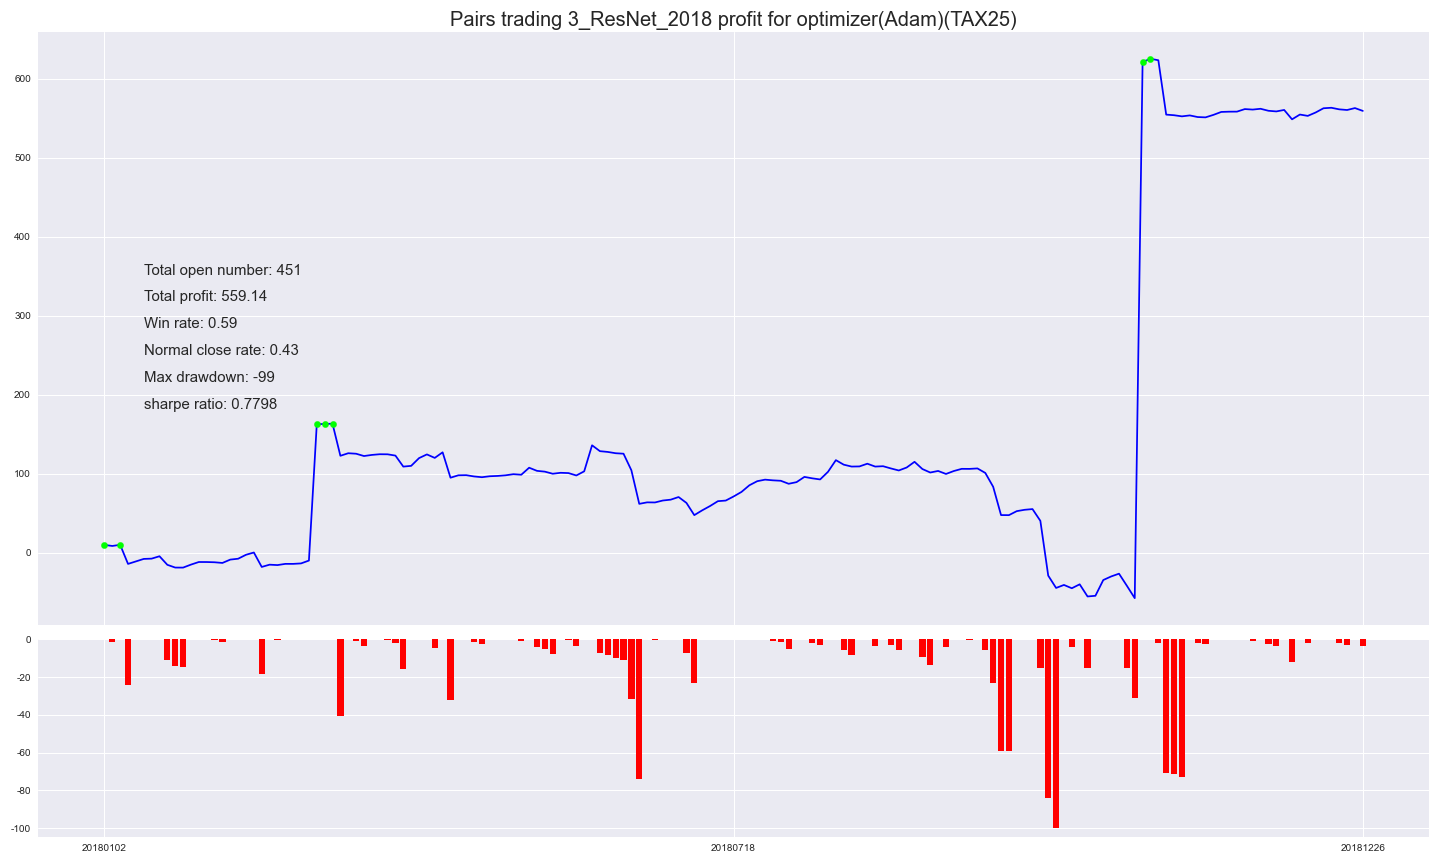 Pairs trading 3_ResNet_2018 profit for optimizer(Adam)(TAX25)
600
500
400
300
200
100
0
Total open number: 451
Total profit: 559.14
Win rate: 0.59
Normal close rate: 0.43
Max drawdown: -99
sharpe ratio: 0.7798
0
-20
-40
-60
-80
-100
20180102
20180718
20181226